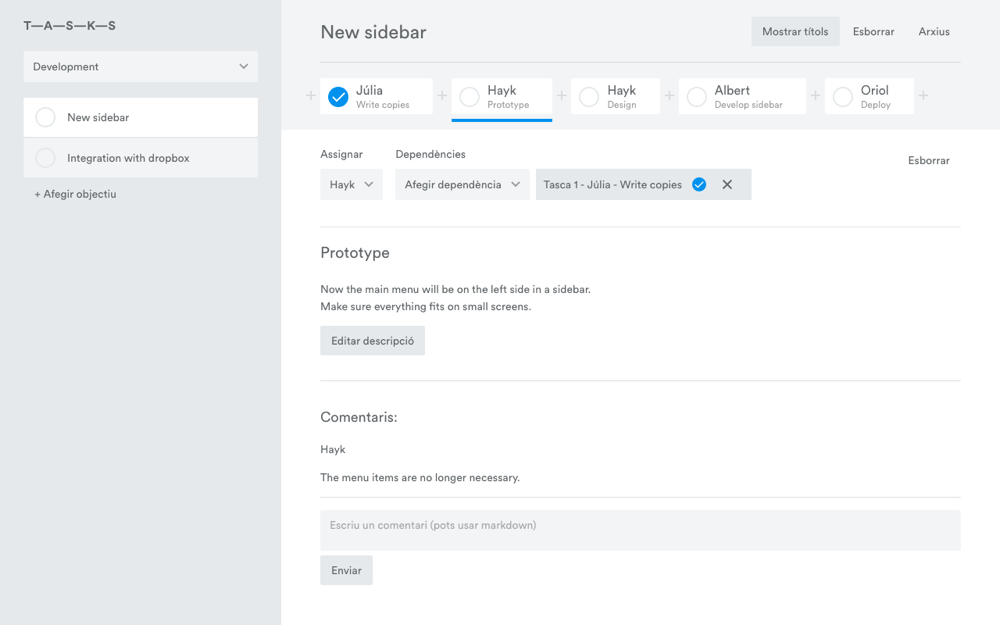 T—A—S—K—S
Development
New sidebar
Integration with dropbox
+ Afegir objectiu
New sidebar
Mostrar títols
Esborrar
Arxius
+
Júlia
Write copies
+
Hayk
Prototype
+
Hayk
Design
+
Albert
Develop sidebar
+
Oriol
Deploy
+
Assignar
Dependències
Esborrar
Hayk
Afegir dependència
Tasca 1 - Júlia - Write copies
Prototype
Now the main menu will be on the left side in a sidebar.
Make sure everything fits on small screens.
Editar descripció
Comentaris:
Hayk
The menu items are no longer necessary.
Escriu un comentari (pots usar markdown)
Enviar